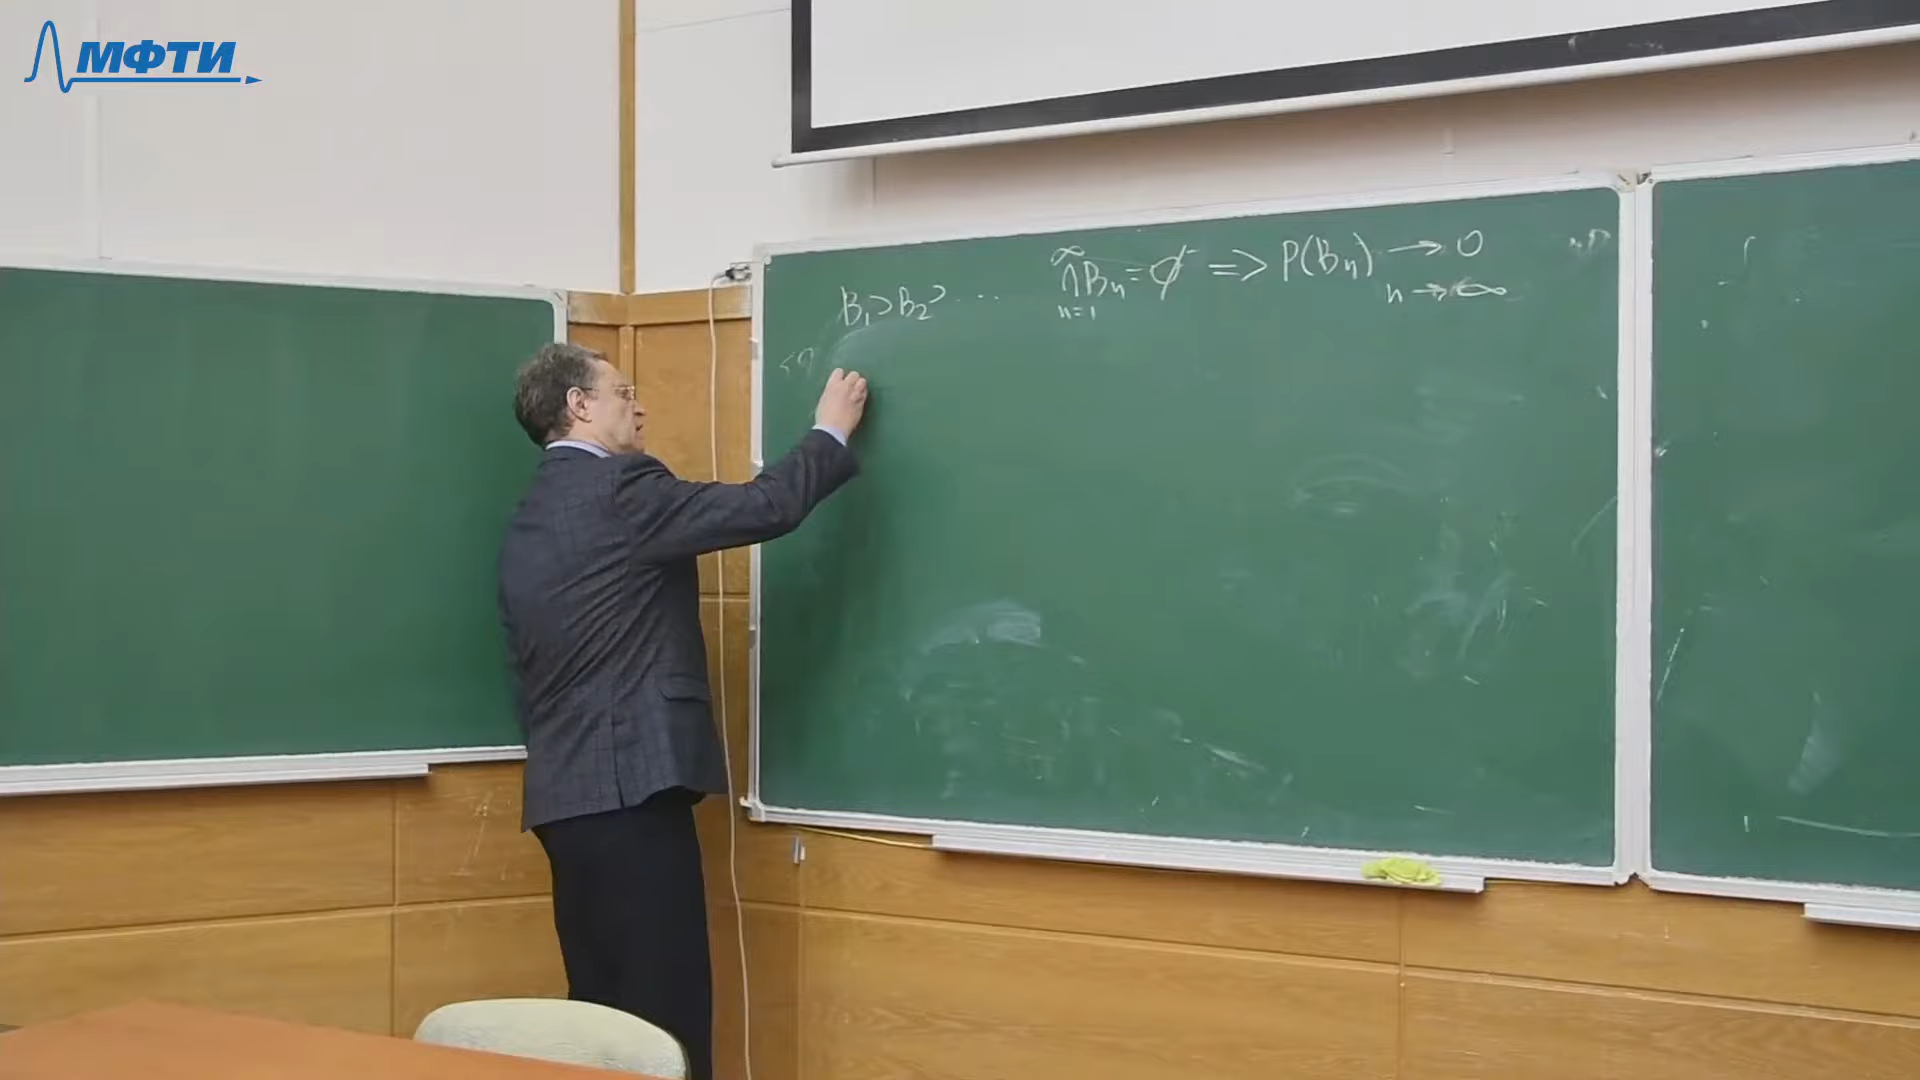 МФТИ
B₁⊃B₂⊃... ∞ ∩ n=1 Bₙ=∅ => P(Bₙ) → 0 n→∞